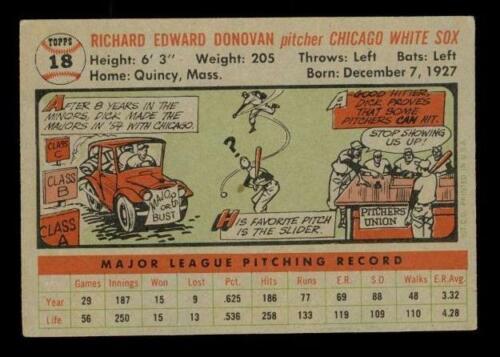 TOPPS
18
RICHARD EDWARD DONOVAN pitcher CHICAGO WHITE SOX
Height: 6' 3" Weight: 205 Throws: Left Bats: Left
Home: Quincy, Mass. Born: December 7, 1927
AFTER 8 YEARS IN THE
MINORS, DICK MADE THE
MAJORS IN '54 WITH CHICAGO.
CLASS
C
CLASS
B
CLASS
A
MAJORS
OR
BUST
?
HIS FAVORITE PITCH
IS THE SLIDER.
A GOOD HITTER,
DICK PROVES
THAT SOME
PITCHERS CAN HIT.
STOP SHOWING
US UP!
PITCHERS
UNION
PRINTED IN U.S.A.
MAJOR LEAGUE PITCHING RECORD
Games Innings Won Lost Pct. Hits Runs E.R. S.O. Walks E.R.Avg.
Year 29 187 15 9 .625 186 77 69 88 48 3.32
Life 56 250 15 13 .536 258 133 119 109 110 4.28